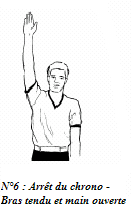 N°6 : Arrêt du chrono -
Bras tendu et main ouverte